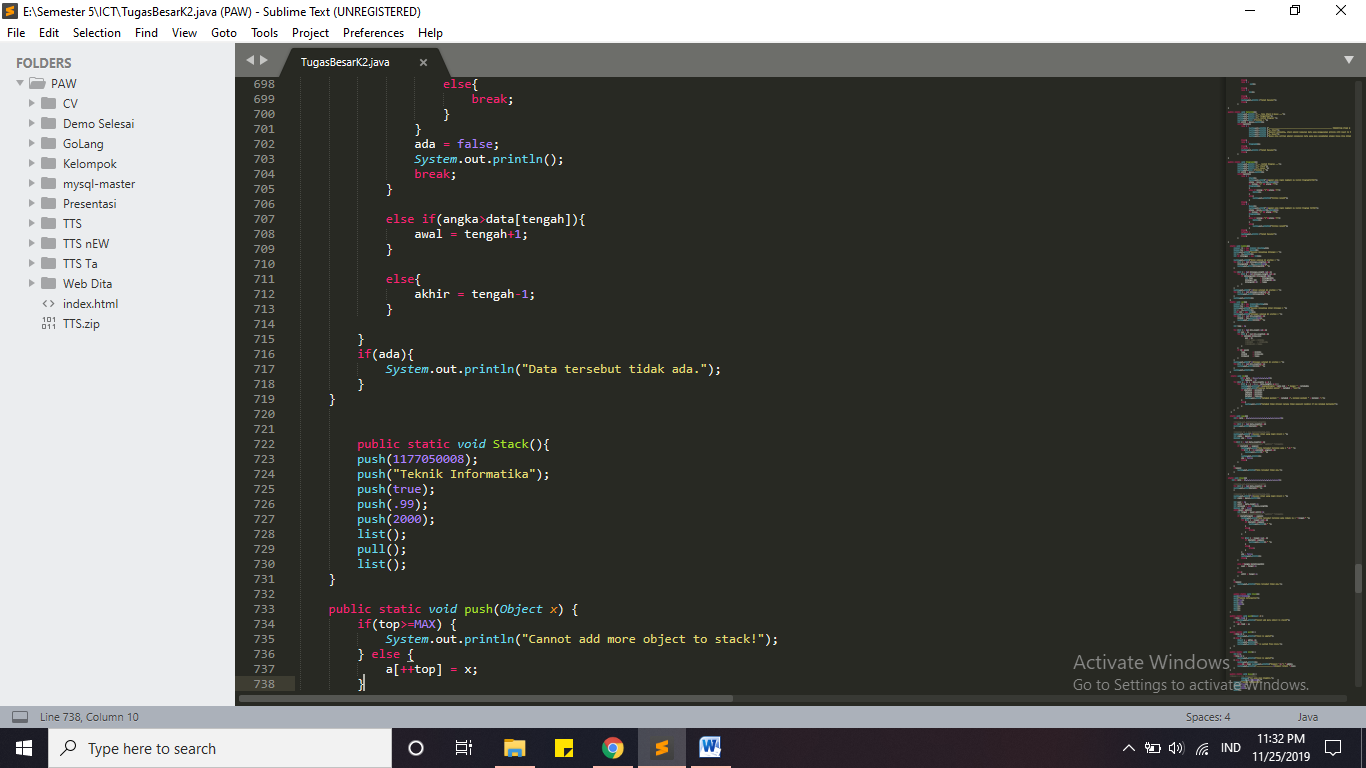 E:\Semester 5\ICT\TugasBesarK2.java (PAW) - Sublime Text (UNREGISTERED)
File Edit Selection Find View Goto Tools Project Preferences Help
FOLDERS
PAW
CV
Demo Selesai
GoLang
Kelompok
mysql-master
Presentasi
TTS
TTS nEW
TTS Ta
Web Dita
index.html
TTS.zip
TugasBesarK2.java
698 else{
699 break;
700 }
701 }
702 ada = false;
703 System.out.println();
704 break;
705 }
706
707 else if(angka>data[tengah]){
708 awal = tengah+1;
709 }
710
711 else{
712 akhir = tengah-1;
713 }
714
715 }
716 if(ada){
717 System.out.println("Data tersebut tidak ada.");
718 }
719 }
720
721
722 public static void Stack(){
723 push(1177050008);
724 push("Teknik Informatika");
725 push(true);
726 push(.99);
727 push(2000);
728 list();
729 pull();
730 list();
731 }
732
733 public static void push(Object x) {
734 if(top>=MAX) {
735 System.out.println("Cannot add more object to stack!");
736 } else {
737 a[++top] = x;
738 }
Activate Windows
Go to Settings to activate Windows.
Line 738, Column 10
Spaces: 4
Java
Type here to search
IND
11:32 PM
11/25/2019